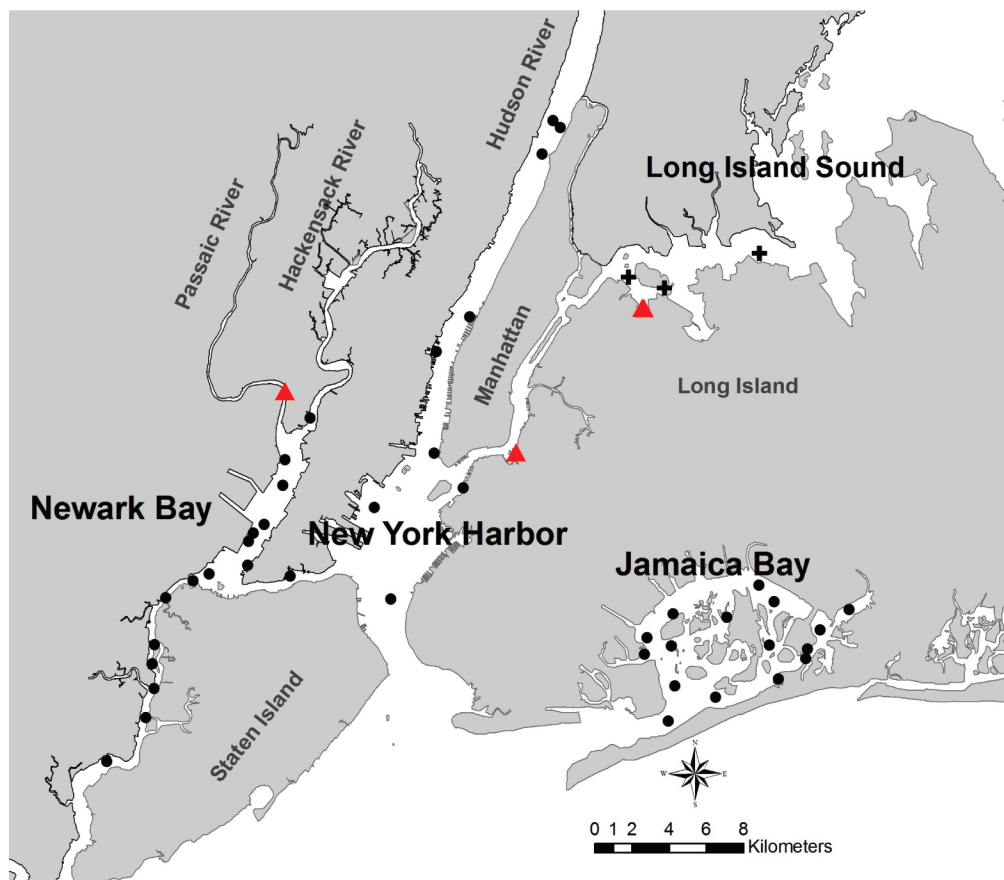 Hudson River
Passaic River
Hackensack River
Long Island Sound
Manhattan
Long Island
Newark Bay
New York Harbor
Jamaica Bay
Staten Island
N
W
E
S
0 1 2 4 6 8
Kilometers